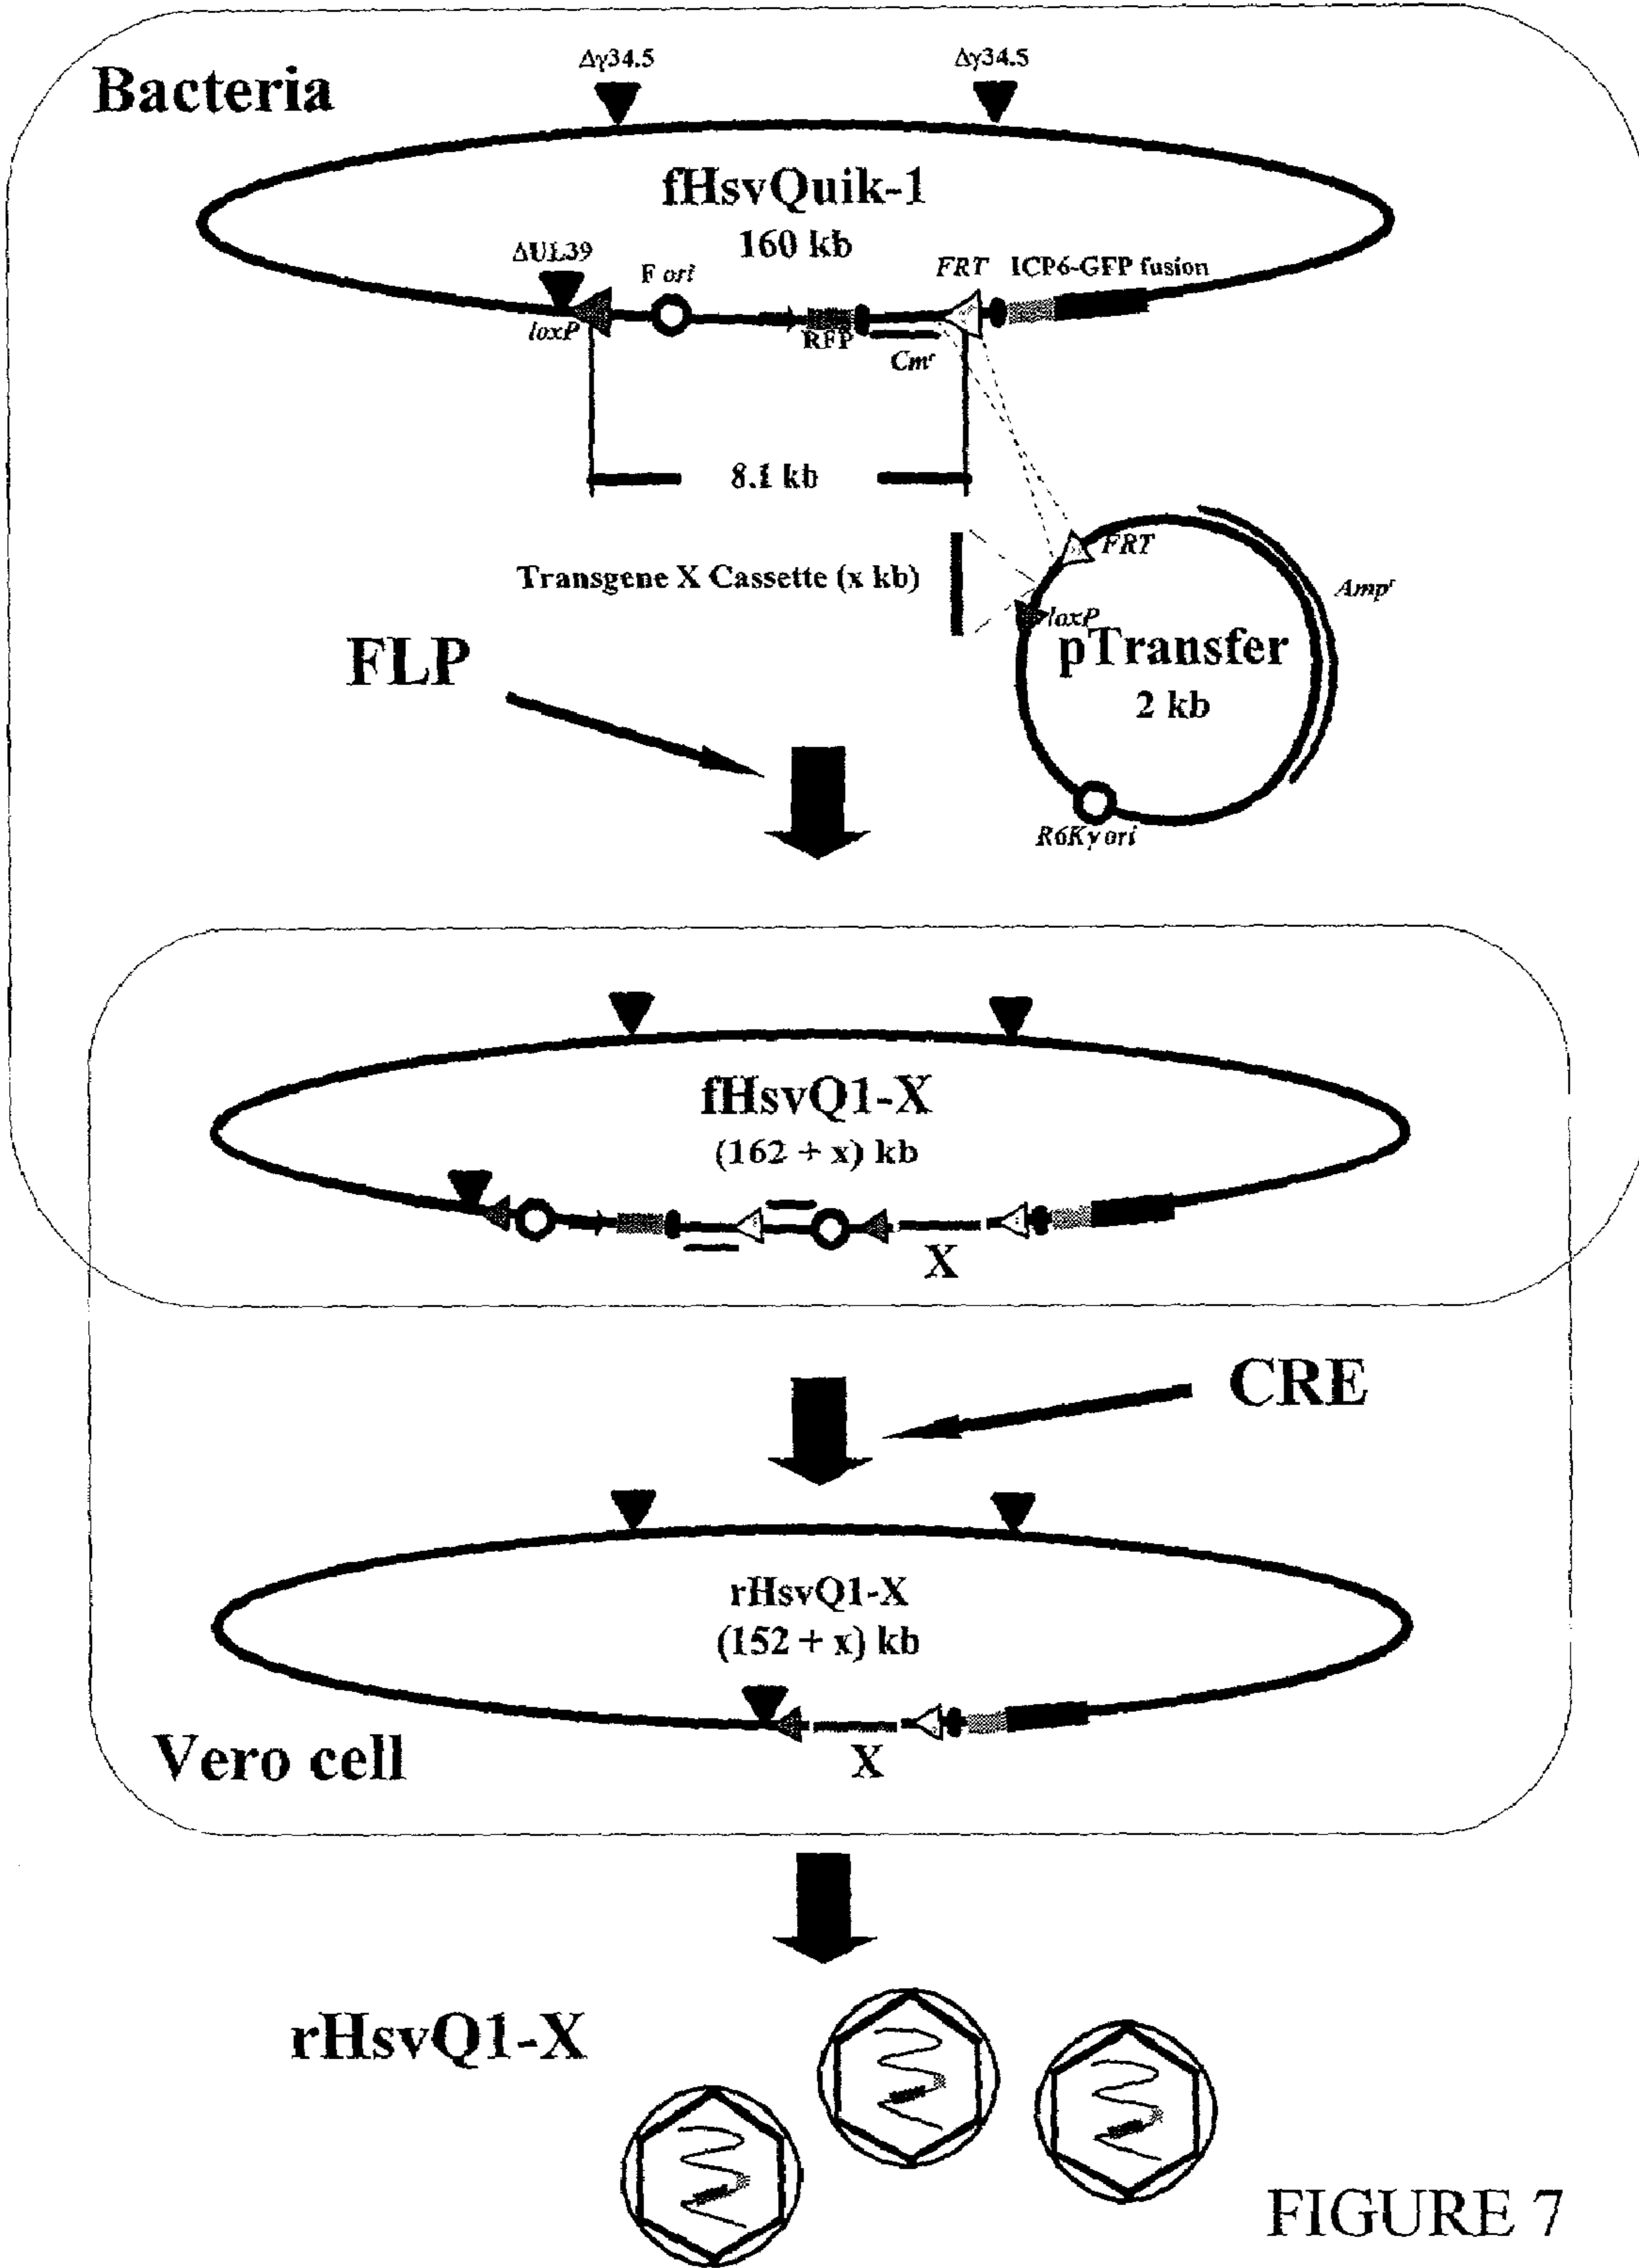 Δγ34.5 Δγ34.5
Bacteria
fHsvQuik-1
160 kb
ΔUL39 F ori FRT ICP6-GFP fusion
loxP RFP Cmʳ
8.1 kb
FRT
Transgene X Cassette (x kb) Ampʳ
loxP
FLP pTransfer
2 kb
R6Kγ ori
fHsvQ1-X
(162 + x) kb
X
CRE
rHsvQ1-X
(152 + x) kb
X
Vero cell
rHsvQ1-X
FIGURE 7